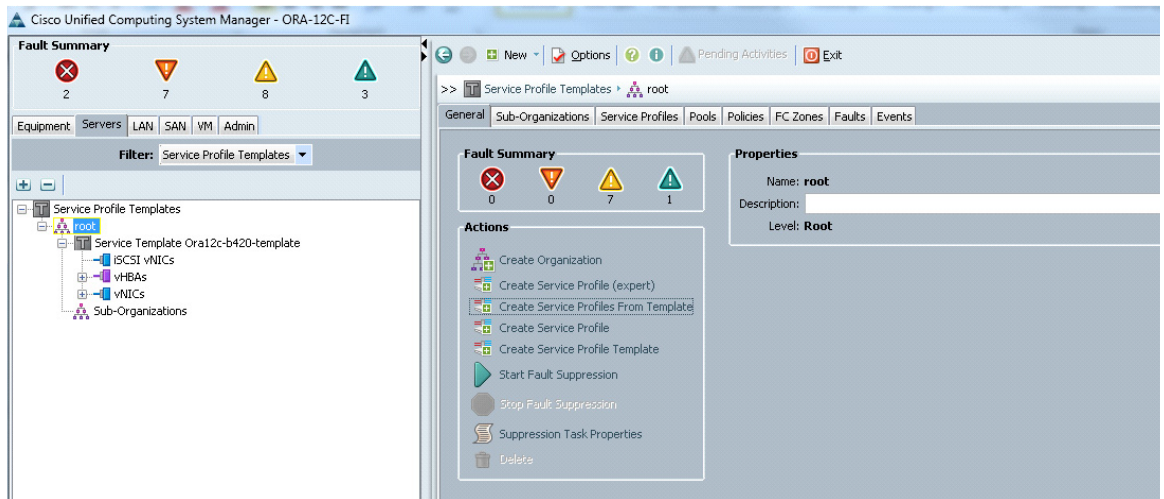 Cisco Unified Computing System Manager - ORA-12C-FI
Fault Summary
2 7 8 3
Equipment Servers LAN SAN VM Admin
Filter: Service Profile Templates
Service Profile Templates
root
Service Template Ora12c-b420-template
iSCSI vNICs
vHBAs
vNICs
Sub-Organizations
New Options Pending Activities Exit
>> Service Profile Templates root
General Sub-Organizations Service Profiles Pools Policies FC Zones Faults Events
Fault Summary
0 0 7 1
Actions
Create Organization
Create Service Profile (expert)
Create Service Profiles From Template
Create Service Profile
Create Service Profile Template
Start Fault Suppression
Stop Fault Suppression
Suppression Task Properties
Delete
Properties
Name: root
Description:
Level: Root